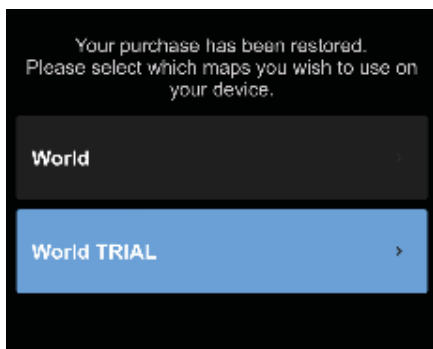 Your purchase has been restored.
Please select which maps you wish to use on
your device.
World
World TRIAL